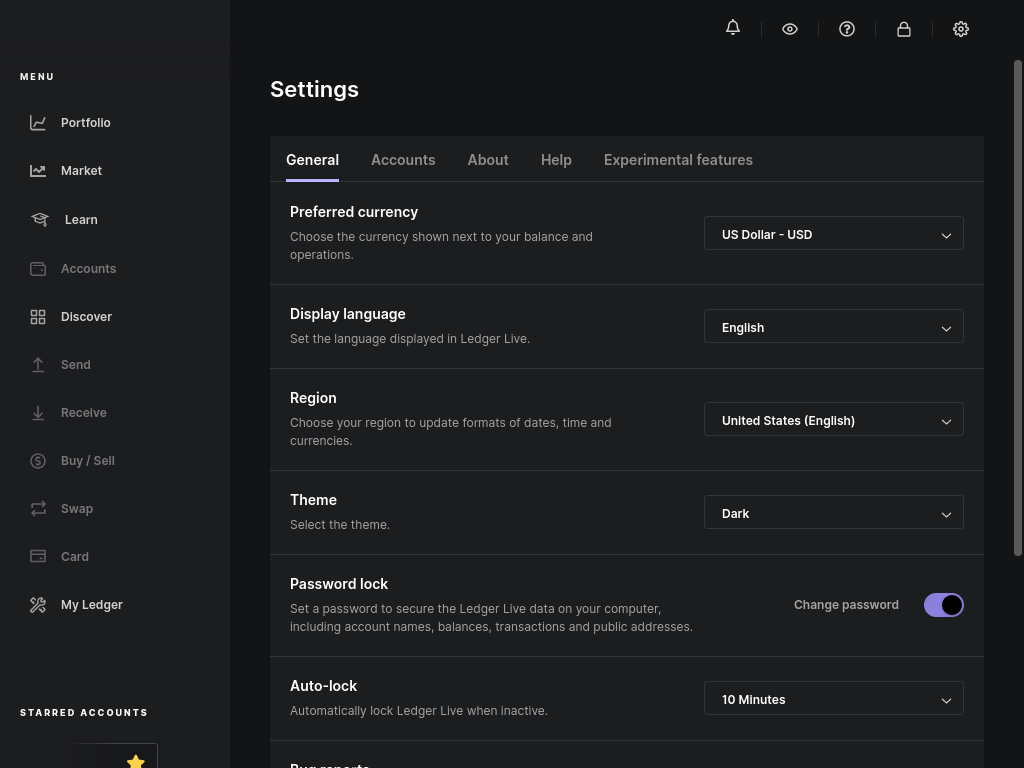 MENU
Portfolio
Market
Learn
Accounts
Discover
Send
Receive
Buy / Sell
Swap
Card
My Ledger
STARRED ACCOUNTS
Settings
General
Accounts
About
Help
Experimental features
Preferred currency
Choose the currency shown next to your balance and
operations.
US Dollar - USD
Display language
Set the language displayed in Ledger Live.
English
Region
Choose your region to update formats of dates, time and
currencies.
United States (English)
Theme
Select the theme.
Dark
Password lock
Set a password to secure the Ledger Live data on your computer,
including account names, balances, transactions and public addresses.
Change password
Auto-lock
Automatically lock Ledger Live when inactive.
10 Minutes
Bug reports